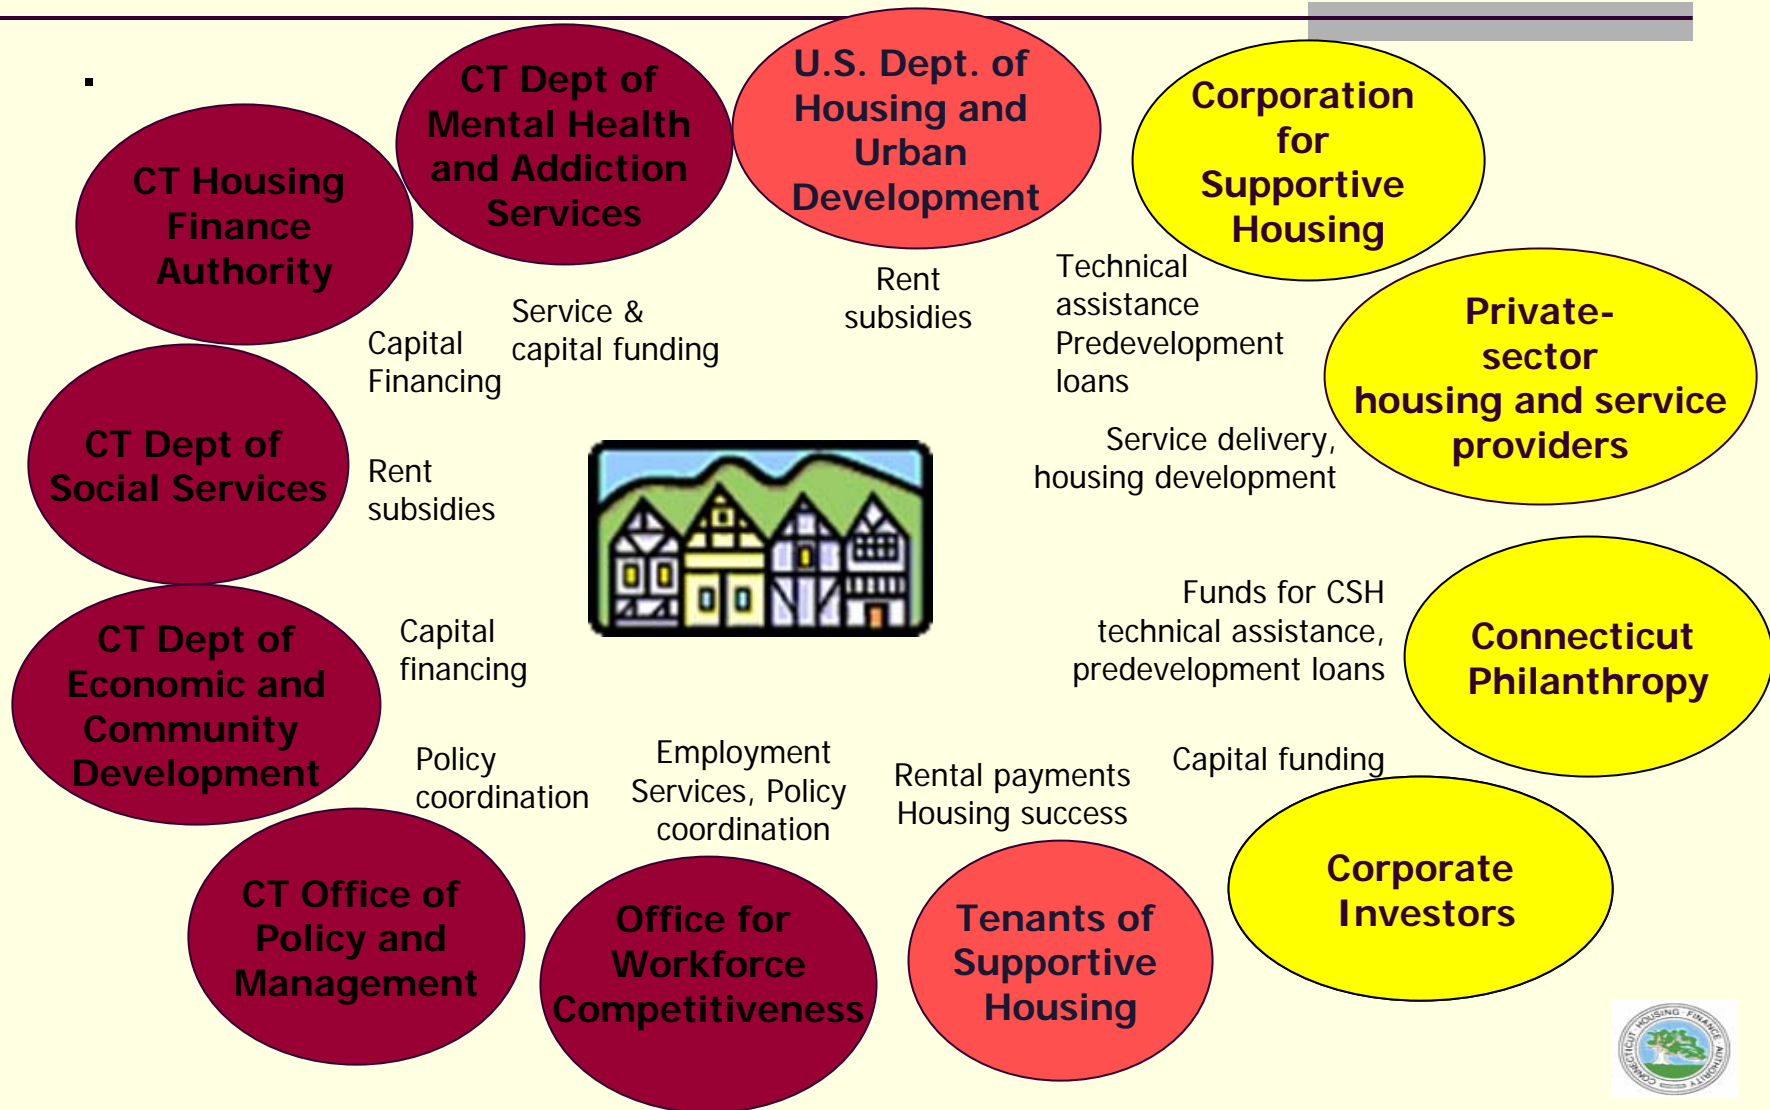 CT Housing
Finance
Authority
Capital
Financing
CT Dept of
Mental Health
and Addiction
Services
Service &
capital funding
U.S. Dept. of
Housing and
Urban
Development
Rent
subsidies
Corporation
for
Supportive
Housing
Technical
assistance
Predevelopment
loans
Private-
sector
housing and service
providers
Service delivery,
housing development
CT Dept of
Social Services
Rent
subsidies
CT Dept of
Economic and
Community
Development
Capital
financing
Funds for CSH
technical assistance,
predevelopment loans
Connecticut
Philanthropy
Policy
coordination
CT Office of
Policy and
Management
Employment
Services, Policy
coordination
Office for
Workforce
Competitiveness
Rental payments
Housing success
Tenants of
Supportive
Housing
Capital funding
Corporate
Investors
CONNECTICUT HOUSING FINANCE AUTHORITY